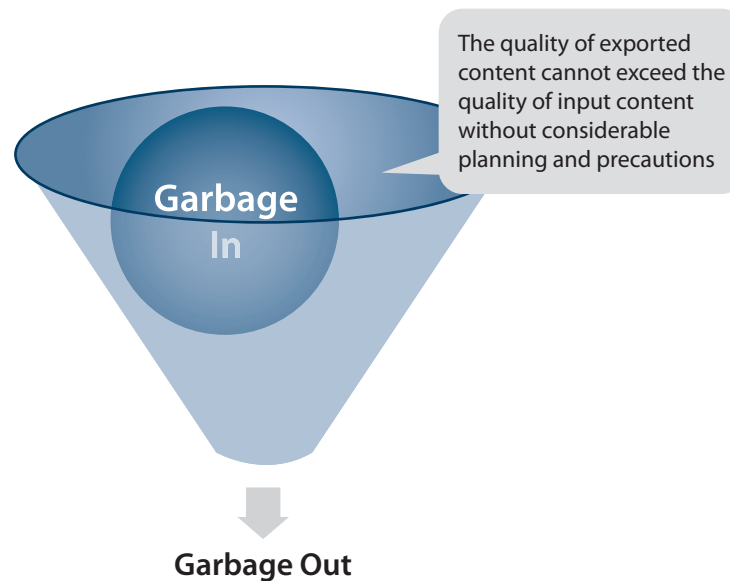 The quality of exported
content cannot exceed the
quality of input content
without considerable
planning and precautions
Garbage
In
Garbage Out